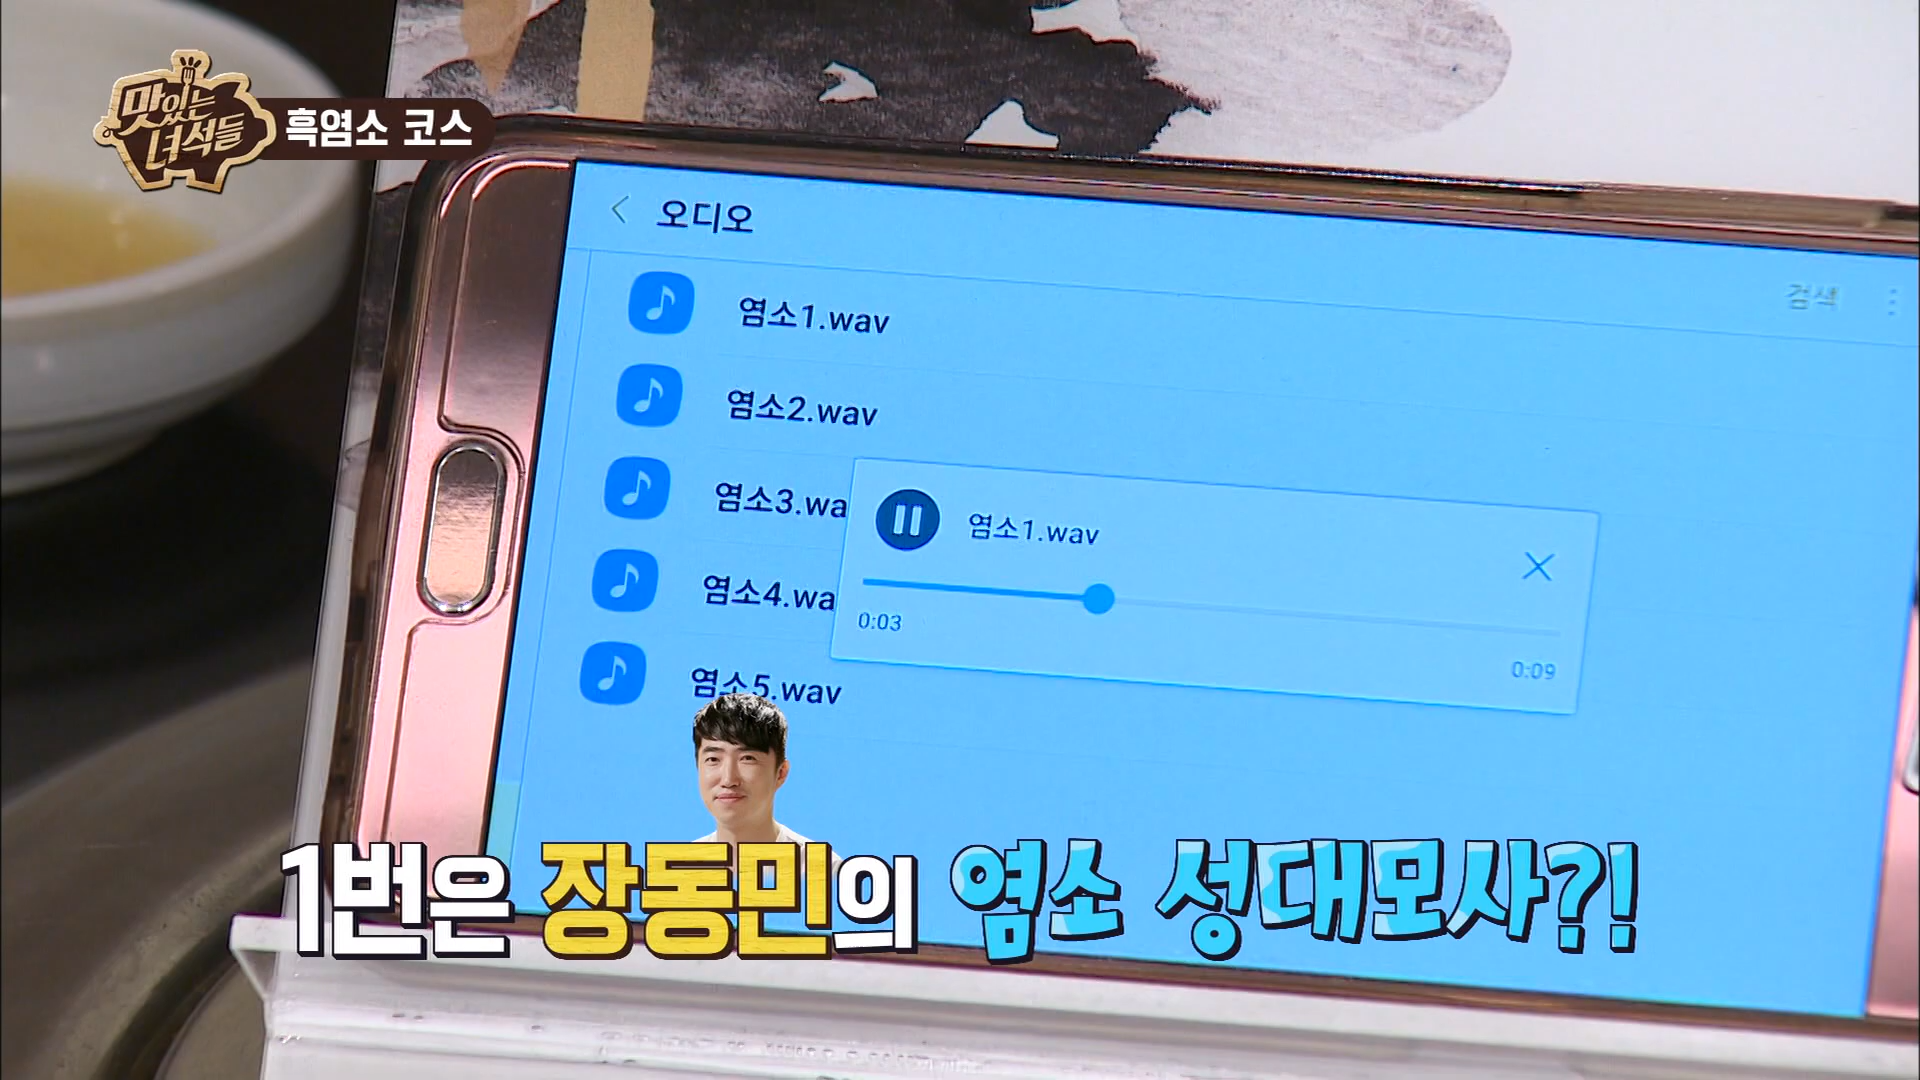 맛있는
녀석들
흑염소 코스
오디오
검색
염소1.wav
염소2.wav
염소3.wa
염소4.wa
염소5.wav
염소1.wav
0:03
0:09
1번은 장동민의 염소 성대모사?!